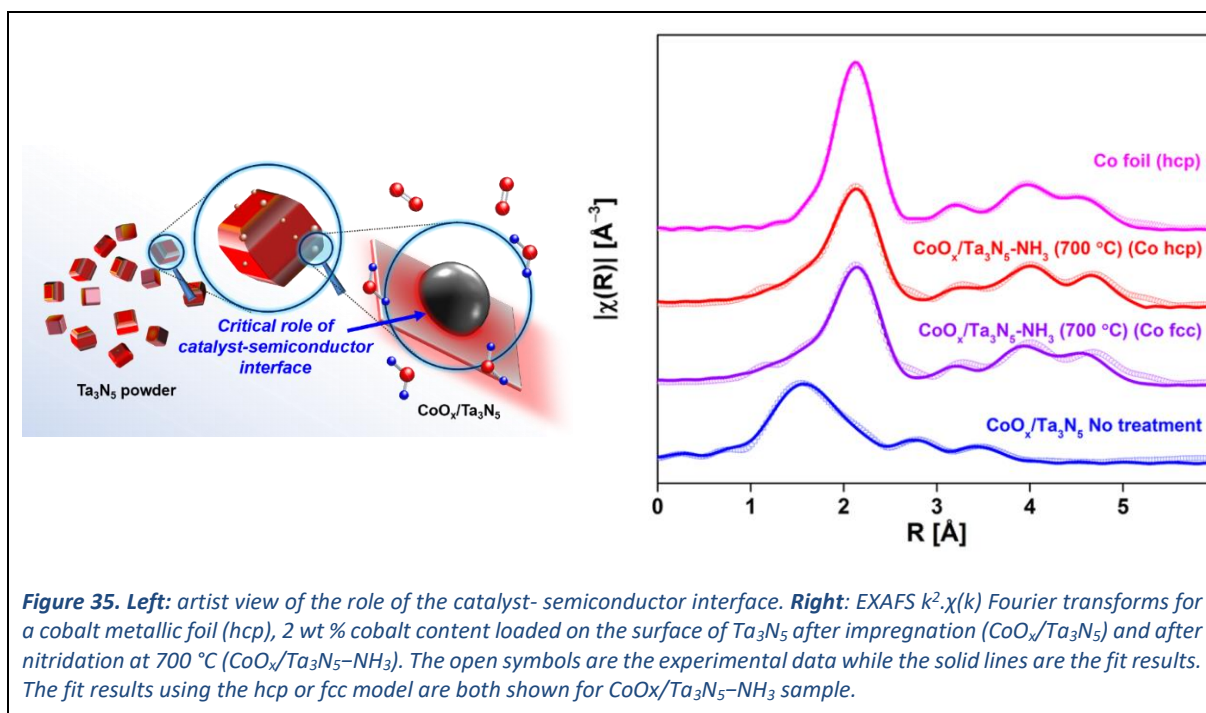 Critical role of
catalyst-semiconductor
interface
Ta₃N₅ powder
CoOₓ/Ta₃N₅
|χ(R)| [Å⁻³]
Co foil (hcp)
CoOₓ/Ta₃N₅-NH₃ (700 °C) (Co hcp)
CoOₓ/Ta₃N₅-NH₃ (700 °C) (Co fcc)
CoOₓ/Ta₃N₅ No treatment
0 1 2 3 4 5
R [Å]
Figure 35. Left: artist view of the role of the catalyst- semiconductor interface. Right: EXAFS k².χ(k) Fourier transforms for
a cobalt metallic foil (hcp), 2 wt % cobalt content loaded on the surface of Ta₃N₅ after impregnation (CoOₓ/Ta₃N₅) and after
nitridation at 700 °C (CoOₓ/Ta₃N₅−NH₃). The open symbols are the experimental data while the solid lines are the fit results.
The fit results using the hcp or fcc model are both shown for CoOx/Ta₃N₅−NH₃ sample.